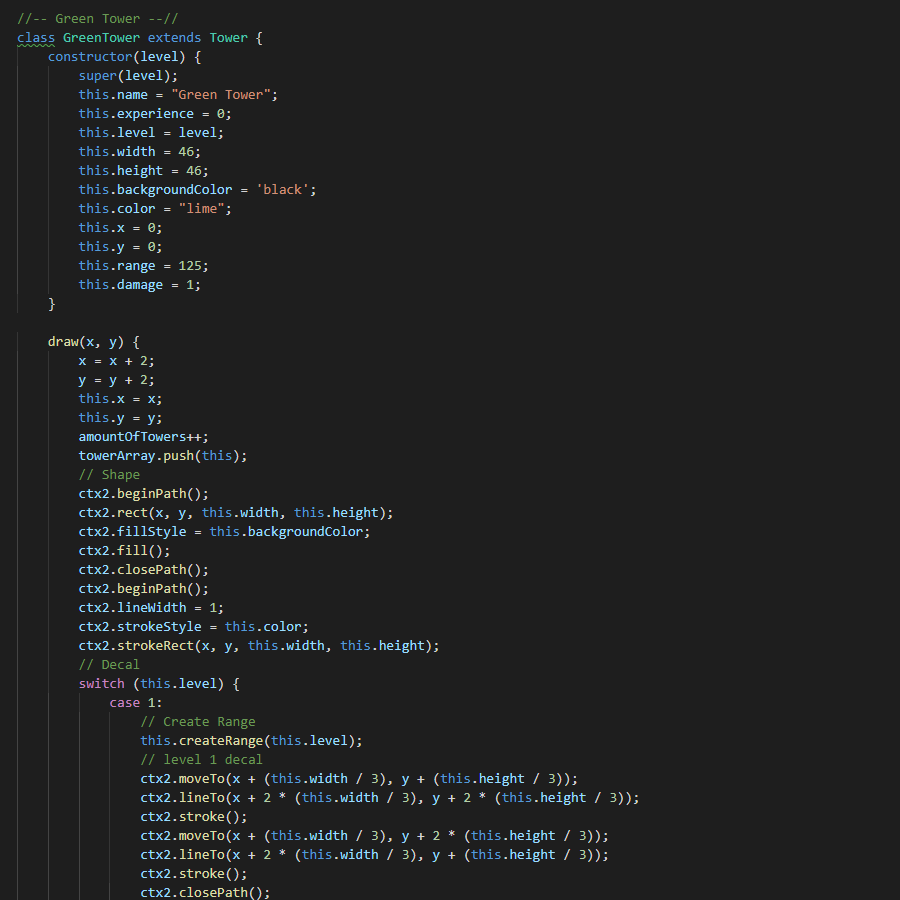 //-- Green Tower --//
class GreenTower extends Tower {
constructor(level) {
super(level);
this.name = "Green Tower";
this.experience = 0;
this.level = level;
this.width = 46;
this.height = 46;
this.backgroundColor = 'black';
this.color = "lime";
this.x = 0;
this.y = 0;
this.range = 125;
this.damage = 1;
}
draw(x, y) {
x = x + 2;
y = y + 2;
this.x = x;
this.y = y;
amountOfTowers++;
towerArray.push(this);
// Shape
ctx2.beginPath();
ctx2.rect(x, y, this.width, this.height);
ctx2.fillStyle = this.backgroundColor;
ctx2.fill();
ctx2.closePath();
ctx2.beginPath();
ctx2.lineWidth = 1;
ctx2.strokeStyle = this.color;
ctx2.strokeRect(x, y, this.width, this.height);
// Decal
switch (this.level) {
case 1:
// Create Range
this.createRange(this.level);
// level 1 decal
ctx2.moveTo(x + (this.width / 3), y + (this.height / 3));
ctx2.lineTo(x + 2 * (this.width / 3), y + 2 * (this.height / 3));
ctx2.stroke();
ctx2.moveTo(x + (this.width / 3), y + 2 * (this.height / 3));
ctx2.lineTo(x + 2 * (this.width / 3), y + (this.height / 3));
ctx2.stroke();
ctx2.closePath();